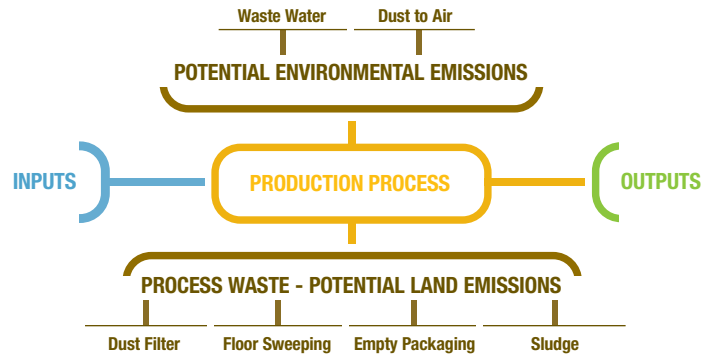 Waste Water
Dust to Air
POTENTIAL ENVIRONMENTAL EMISSIONS
INPUTS
PRODUCTION PROCESS
OUTPUTS
PROCESS WASTE - POTENTIAL LAND EMISSIONS
Dust Filter
Floor Sweeping
Empty Packaging
Sludge